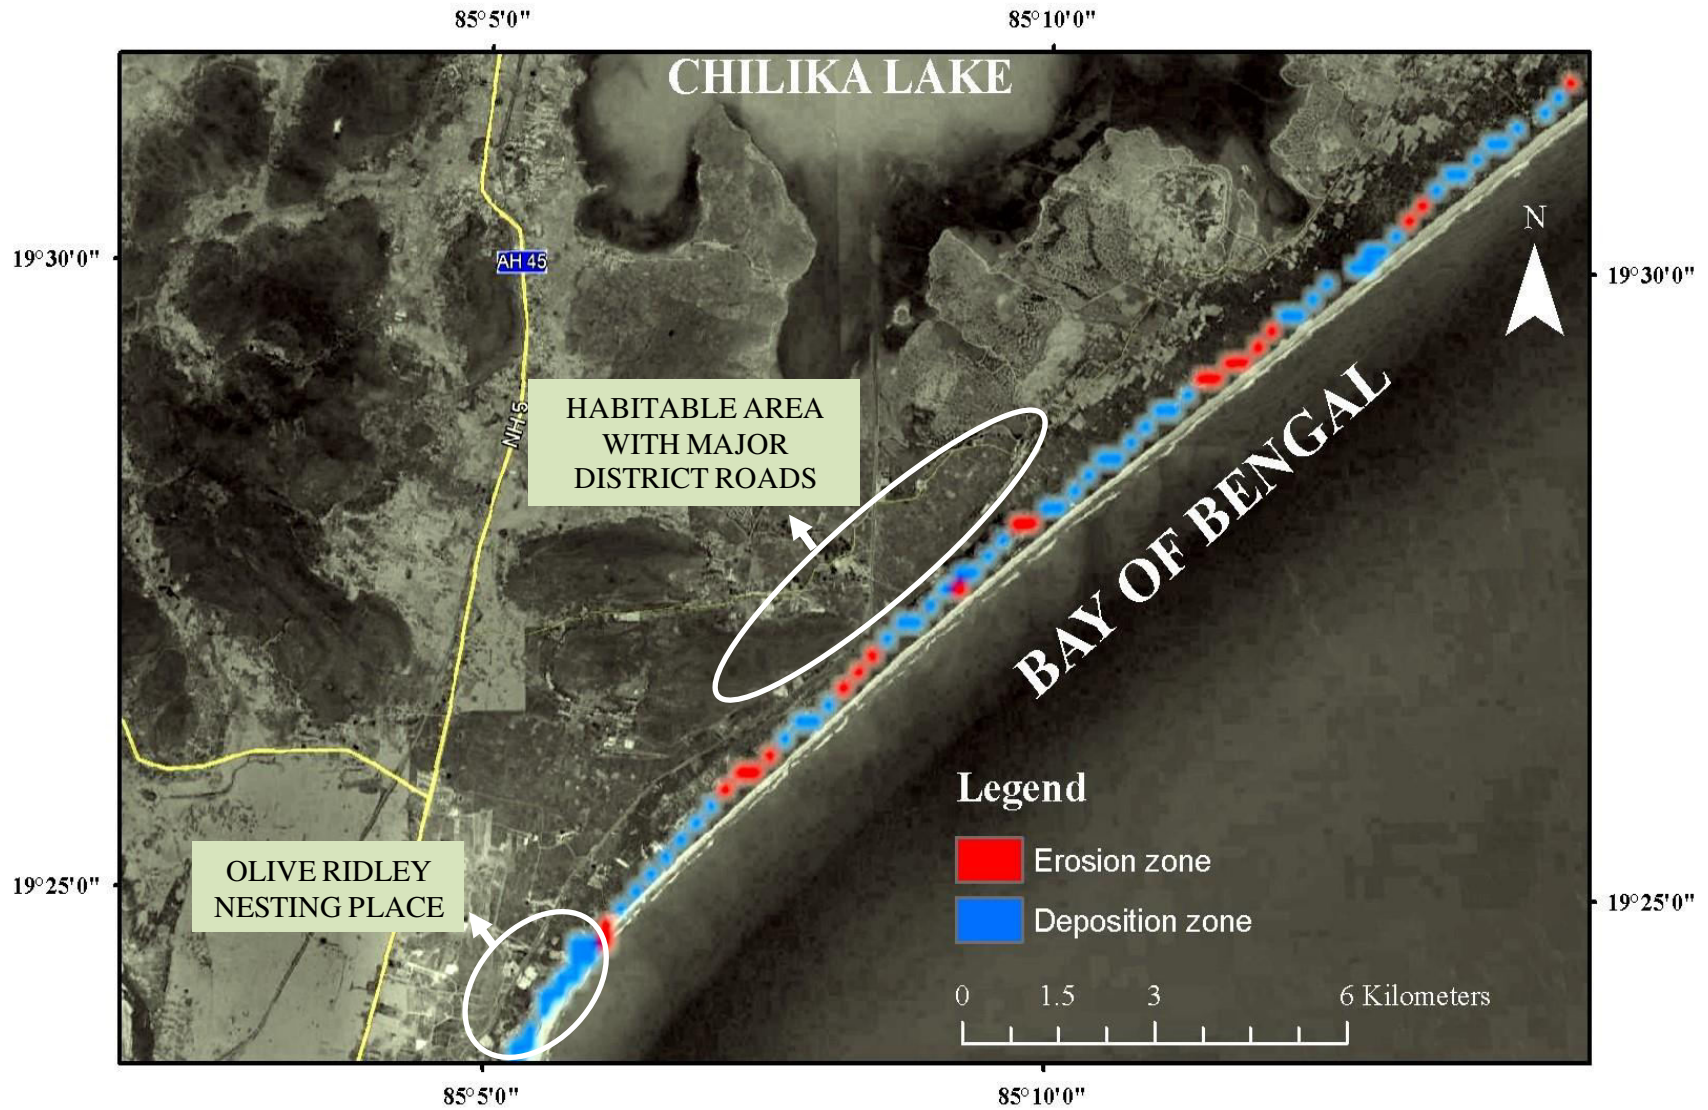 85°5'0"
85°10'0"
CHILIKA LAKE
19°30'0"
AH 45
N
19°30'0"
HABITABLE AREA
WITH MAJOR
DISTRICT ROADS
NH 5
BAY OF BENGAL
Legend
Erosion zone
Deposition zone
OLIVE RIDLEY
NESTING PLACE
19°25'0"
19°25'0"
0 1.5 3 6 Kilometers
85°5'0"
85°10'0"